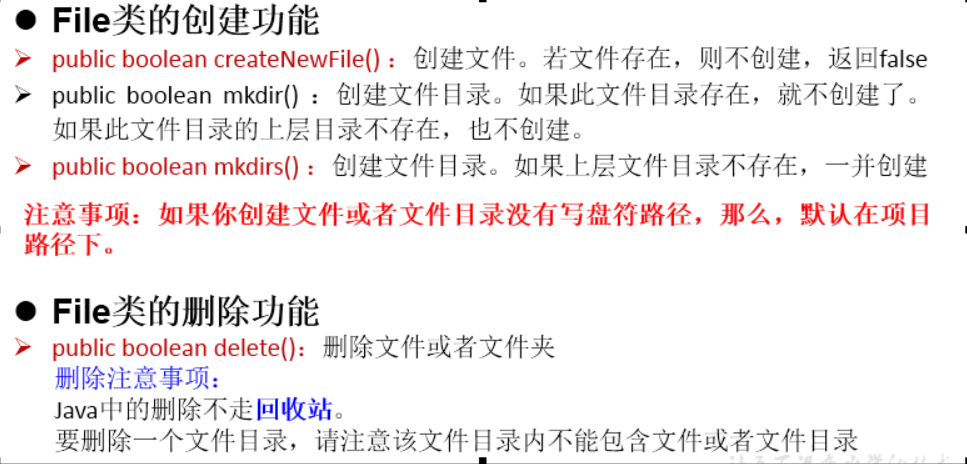 ● File类的创建功能
➢ public boolean createNewFile() ：创建文件。若文件存在，则不创建，返回false
➢ public boolean mkdir() ：创建文件目录。如果此文件目录存在，就不创建了。
如果此文件目录的上层目录不存在，也不创建。
➢ public boolean mkdirs() ：创建文件目录。如果上层文件目录不存在，一并创建
注意事项：如果你创建文件或者文件目录没有写盘符路径，那么，默认在项目
路径下。
● File类的删除功能
➢ public boolean delete()：删除文件或者文件夹
删除注意事项：
Java中的删除不走回收站。
要删除一个文件目录，请注意该文件目录内不能包含文件或者文件目录